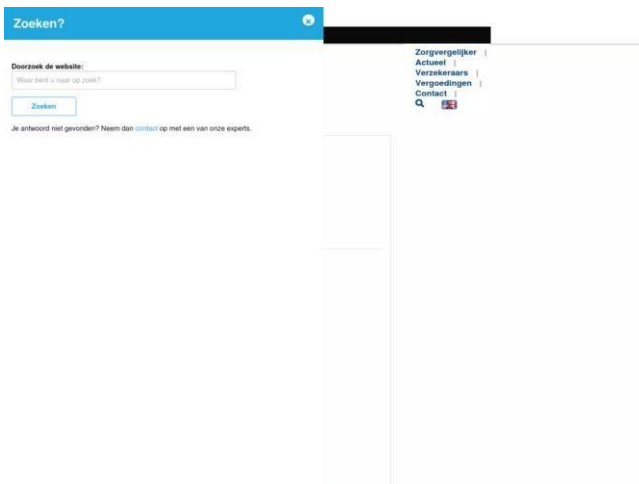 Zoeken?
Doorzoek de website:
Waar bent u naar op zoek?
Zoeken
Je antwoord niet gevonden? Neem dan contact op met een van onze experts.
Zorgvergelijker |
Actueel |
Verzekeraars |
Vergoedingen |
Contact |